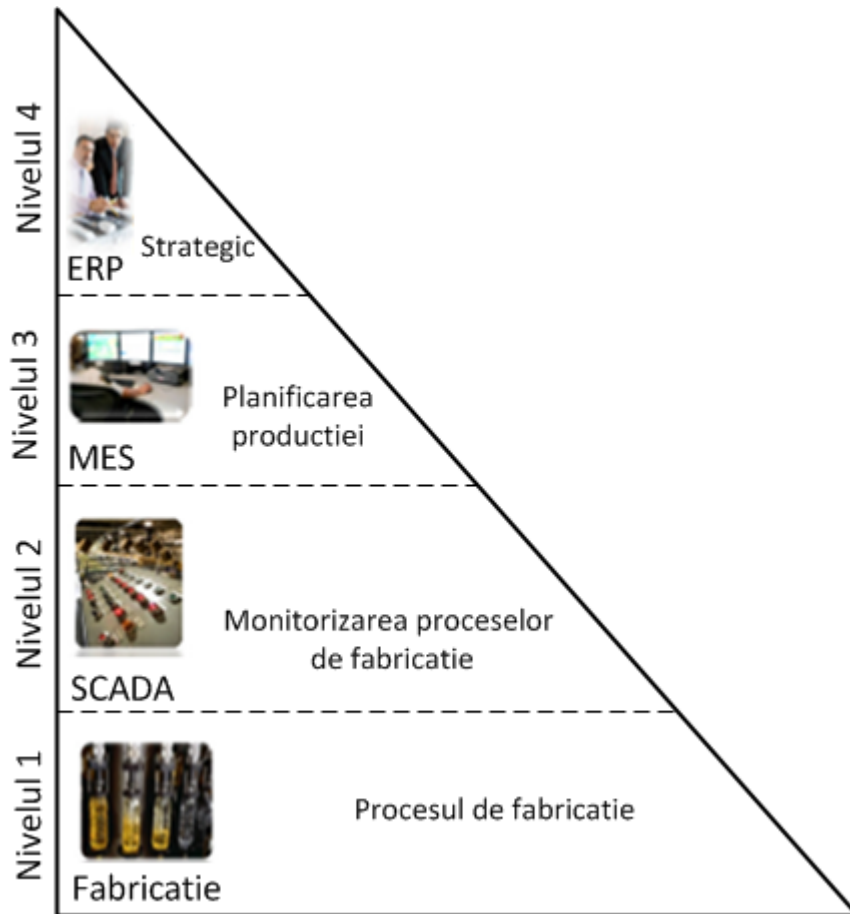 Nivelul 4
Strategic
ERP
Nivelul 3
Planificarea
productiei
MES
Nivelul 2
Monitorizarea proceselor
de fabricatie
SCADA
Nivelul 1
Procesul de fabricatie
Fabricatie